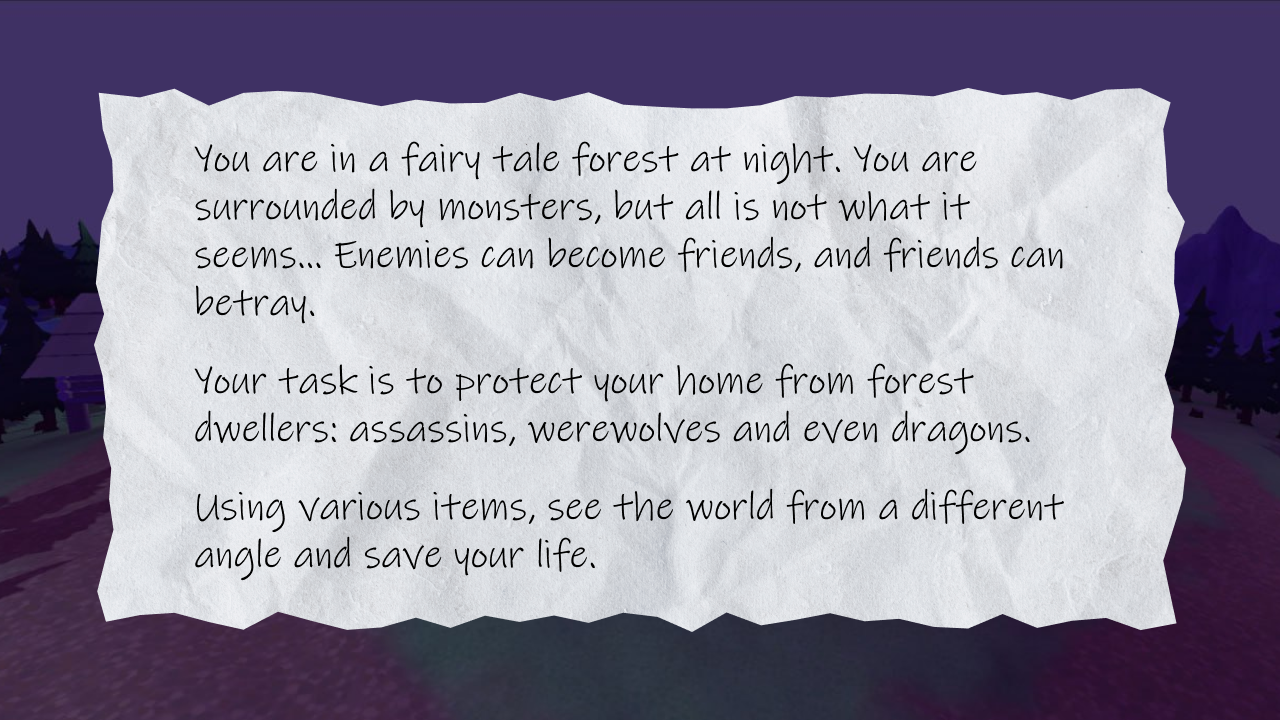 You are in a fairy tale forest at night. You are
surrounded by monsters, but all is not what it
seems... Enemies can become friends, and friends can
betray.
Your task is to protect your home from forest
dwellers: assassins, werewolves and even dragons.
Using various items, see the world from a different
angle and save your life.